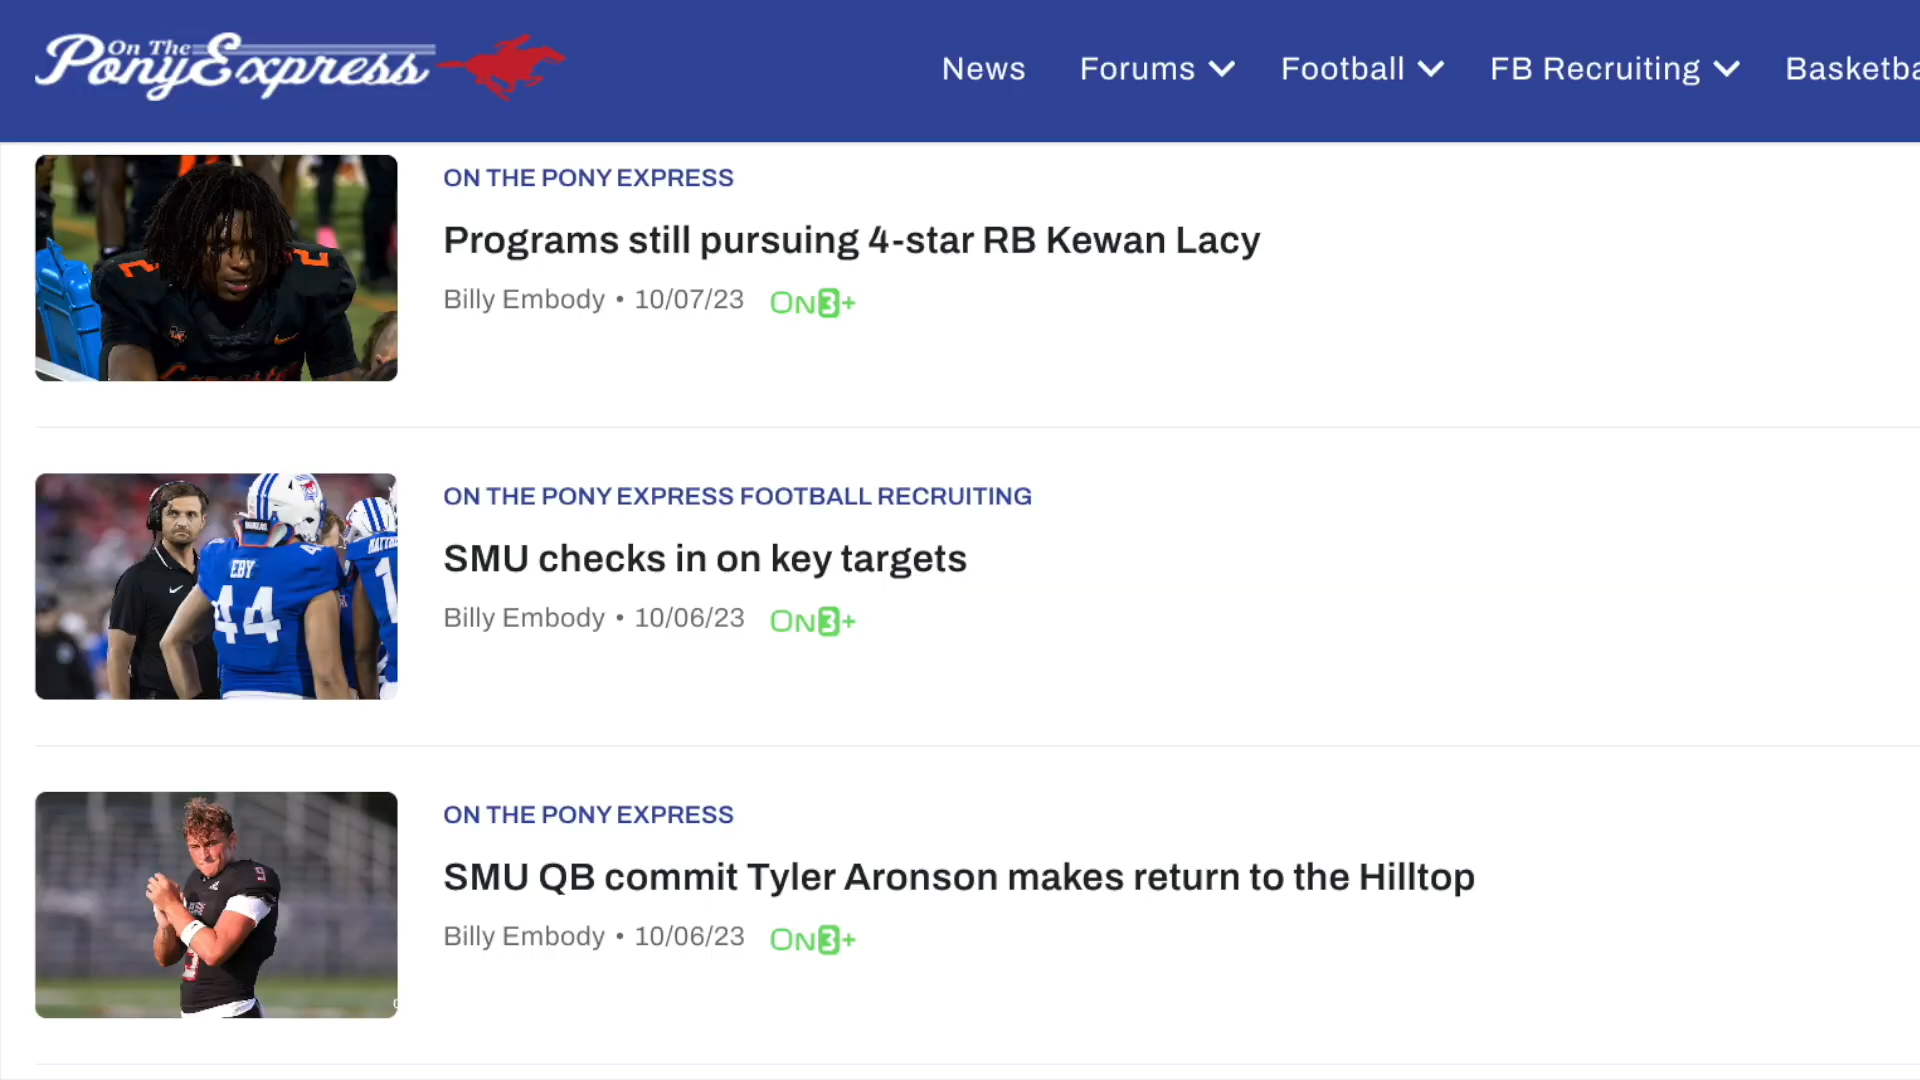 On The
PonyExpress
News Forums Football FB Recruiting Basketba
ON THE PONY EXPRESS
Programs still pursuing 4-star RB Kewan Lacy
Billy Embody • 10/07/23 ON3+
ON THE PONY EXPRESS FOOTBALL RECRUITING
SMU checks in on key targets
Billy Embody • 10/06/23 ON3+
EBY
44
ON THE PONY EXPRESS
SMU QB commit Tyler Aronson makes return to the Hilltop
Billy Embody • 10/06/23 ON3+